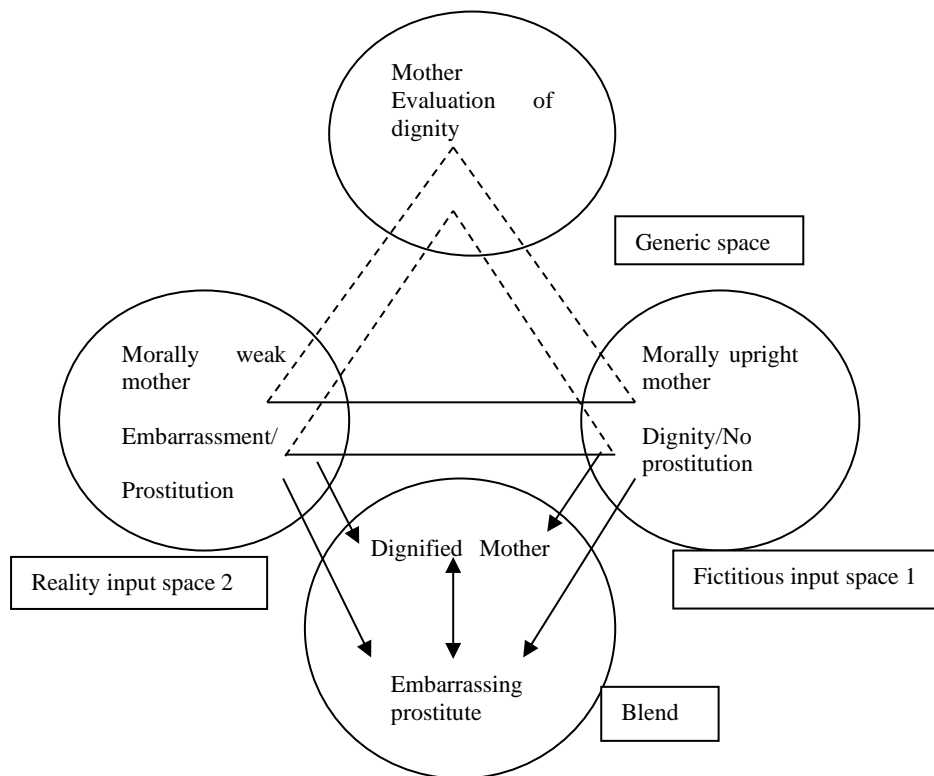 Mother
Evaluation of
dignity
Generic space
Morally weak
mother
Embarrassment/
Prostitution
Morally upright
mother
Dignity/No
prostitution
Reality input space 2
Fictitious input space 1
Dignified Mother
Embarrassing
prostitute
Blend